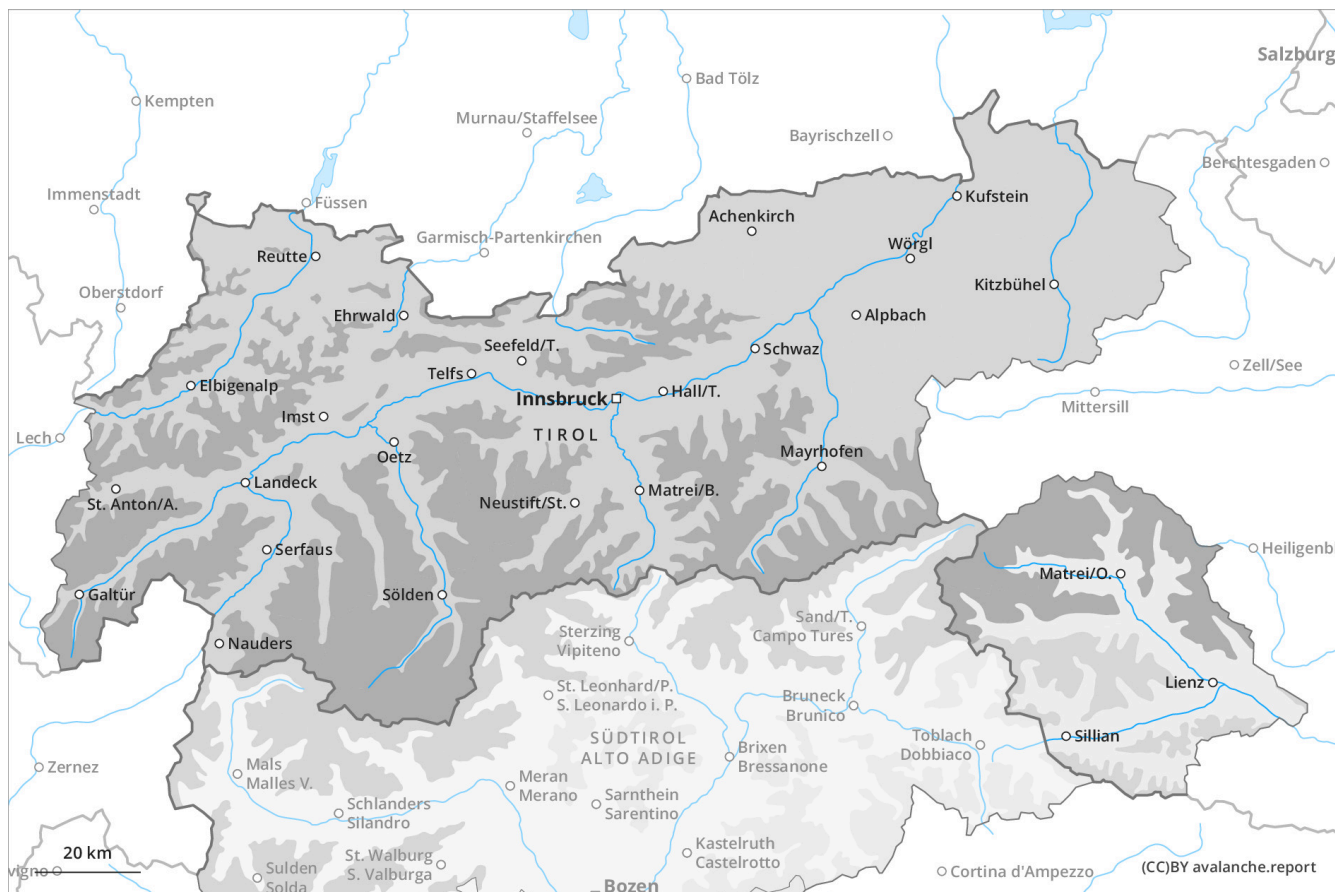 Salzburg
Bad Tölz
Kempten
Murnau/Staffelsee
Bayrischzell
Berchtesgaden
Immenstadt
Füssen
Kufstein
Achenkirch
Garmisch-Partenkirchen
Wörgl
Reutte
Oberstdorf
Kitzbühel
Ehrwald
Alpbach
Seefeld/T.
Schwaz
Zell/See
Telfs
Elbigenalp
Innsbruck
Hall/T.
Mittersill
Imst
Lech
TIROL
Oetz
Mayrhofen
Landeck
St. Anton/A.
Neustift/St.
Matrei/B.
Serfaus
Heiligenb
Matrei/O.
Galtür
Sölden
Sand/T.
Campo Tures
Sterzing
Vipiteno
Nauders
Lienz
St. Leonhard/P.
S. Leonardo i. P.
Bruneck
Brunico
Sillian
SÜDTIROL
ALTO ADIGE
Toblach
Dobbiaco
Brixen
Bressanone
Zernez
Mals
Malles V.
Meran
Merano
Sarnthein
Sarentino
Schlanders
Silandro
Kastelruth
Castelrotto
20 km
St. Walburg
S. Valburga
vigno
Sulden
Solda
Cortina d'Ampezzo
(CC)BY avalanche.report
Bozen